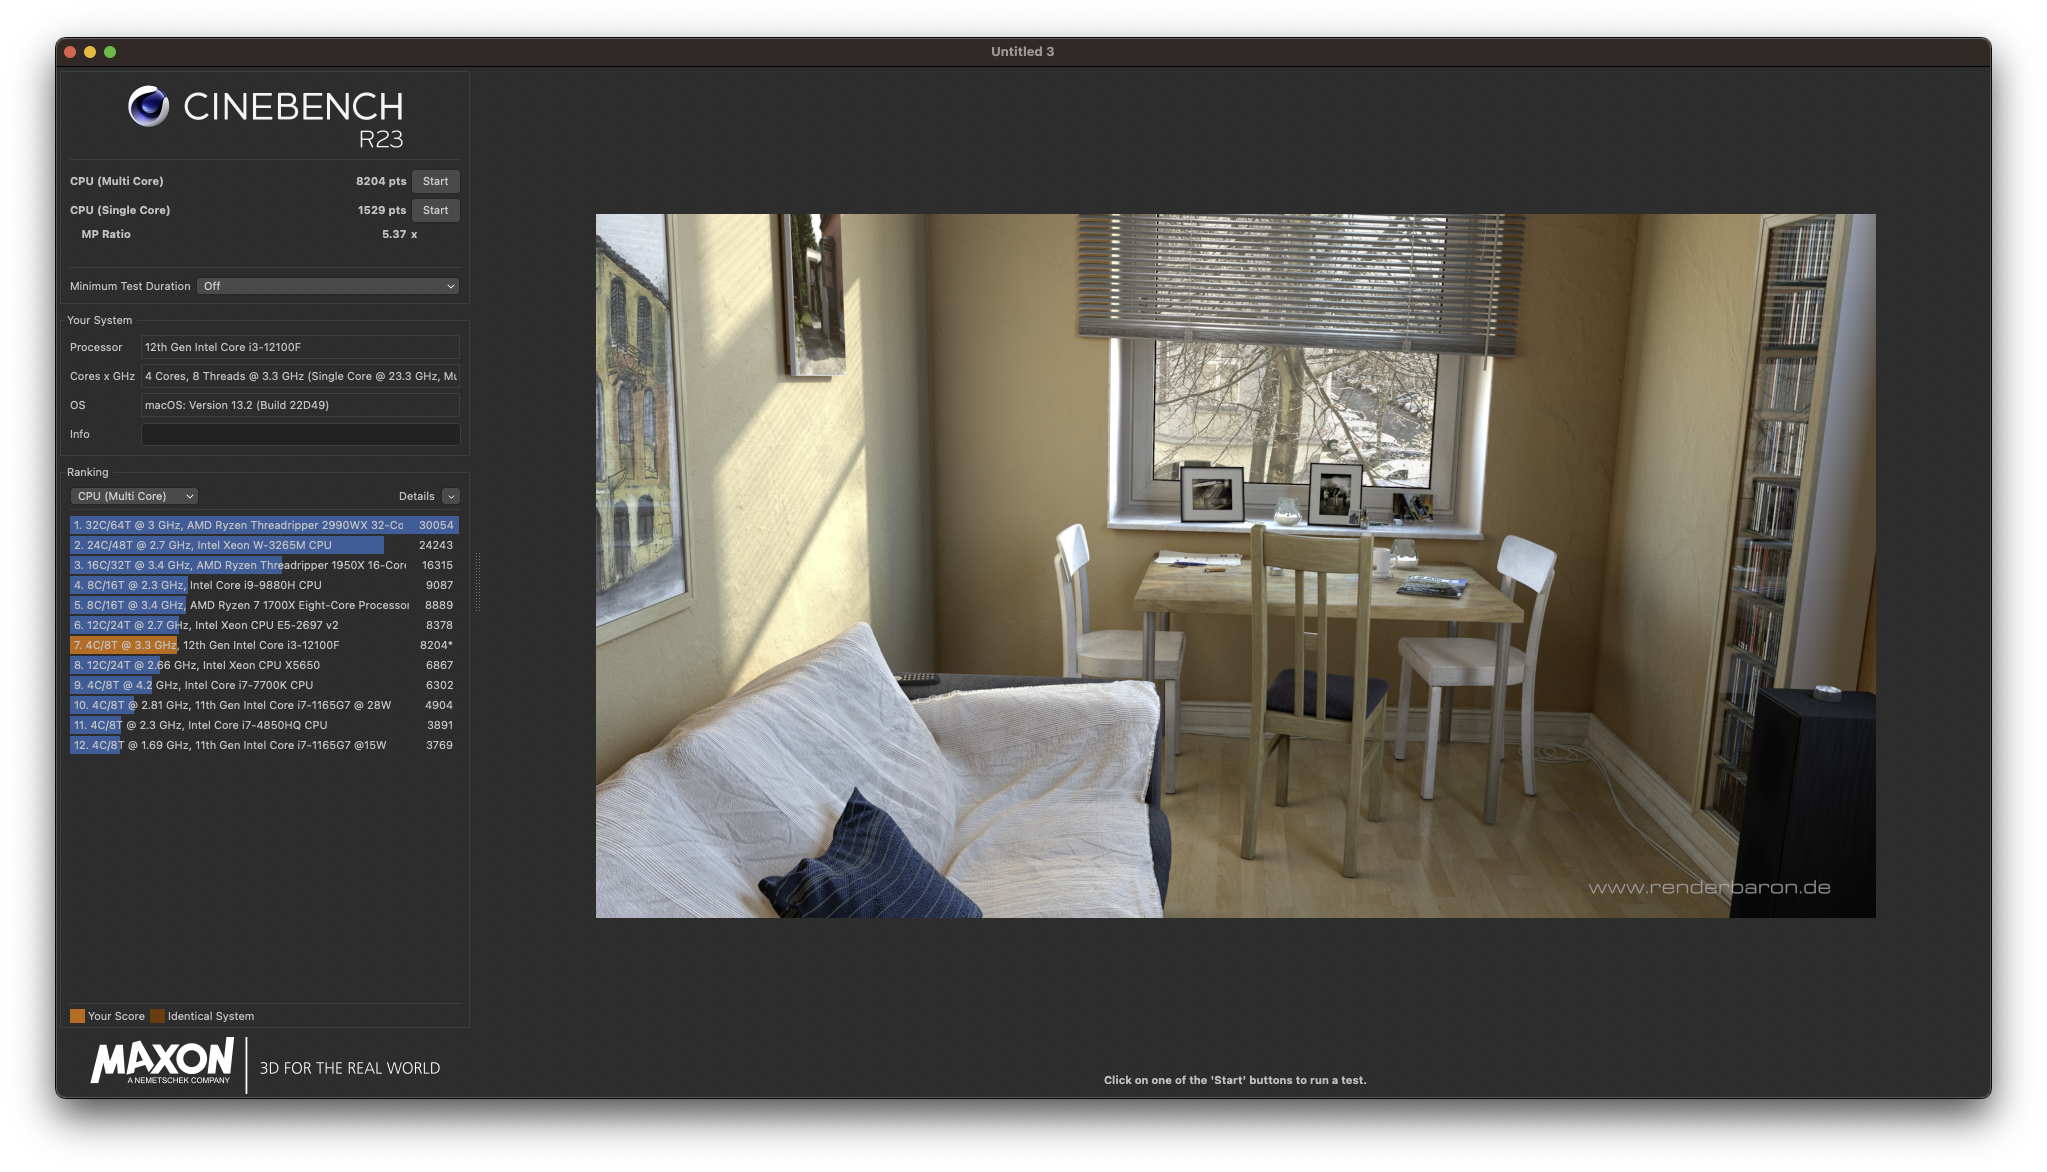 Untitled 3
CINEBENCH
R23
CPU (Multi Core) 8204 pts Start
CPU (Single Core) 1529 pts Start
MP Ratio 5.37 x
Minimum Test Duration Off
Your System
Processor 12th Gen Intel Core i3-12100F
Cores x GHz 4 Cores, 8 Threads @ 3.3 GHz (Single Core @ 23.3 GHz, Mu
OS macOS: Version 13.2 (Build 22D49)
Info
Ranking
CPU (Multi Core) Details
1. 32C/64T @ 3 GHz, AMD Ryzen Threadripper 2990WX 32-Co 30054
2. 24C/48T @ 2.7 GHz, Intel Xeon W-3265M CPU 24243
3. 16C/32T @ 3.4 GHz, AMD Ryzen Threadripper 1950X 16-Core 16315
4. 8C/16T @ 2.3 GHz, Intel Core i9-9880H CPU 9087
5. 8C/16T @ 3.4 GHz, AMD Ryzen 7 1700X Eight-Core Processor 8889
6. 12C/24T @ 2.7 GHz, Intel Xeon CPU E5-2697 v2 8378
7. 4C/8T @ 3.3 GHz, 12th Gen Intel Core i3-12100F 8204*
8. 12C/24T @ 2.66 GHz, Intel Xeon CPU X5650 6867
9. 4C/8T @ 4.2 GHz, Intel Core i7-7700K CPU 6302
10. 4C/8T @ 2.81 GHz, 11th Gen Intel Core i7-1165G7 @ 28W 4904
11. 4C/8T @ 2.3 GHz, Intel Core i7-4850HQ CPU 3891
12. 4C/8T @ 1.69 GHz, 11th Gen Intel Core i7-1165G7 @15W 3769
Your Score Identical System
MAXON
A NEMETSCHEK COMPANY
3D FOR THE REAL WORLD
www.renderbaron.de
Click on one of the 'Start' buttons to run a test.